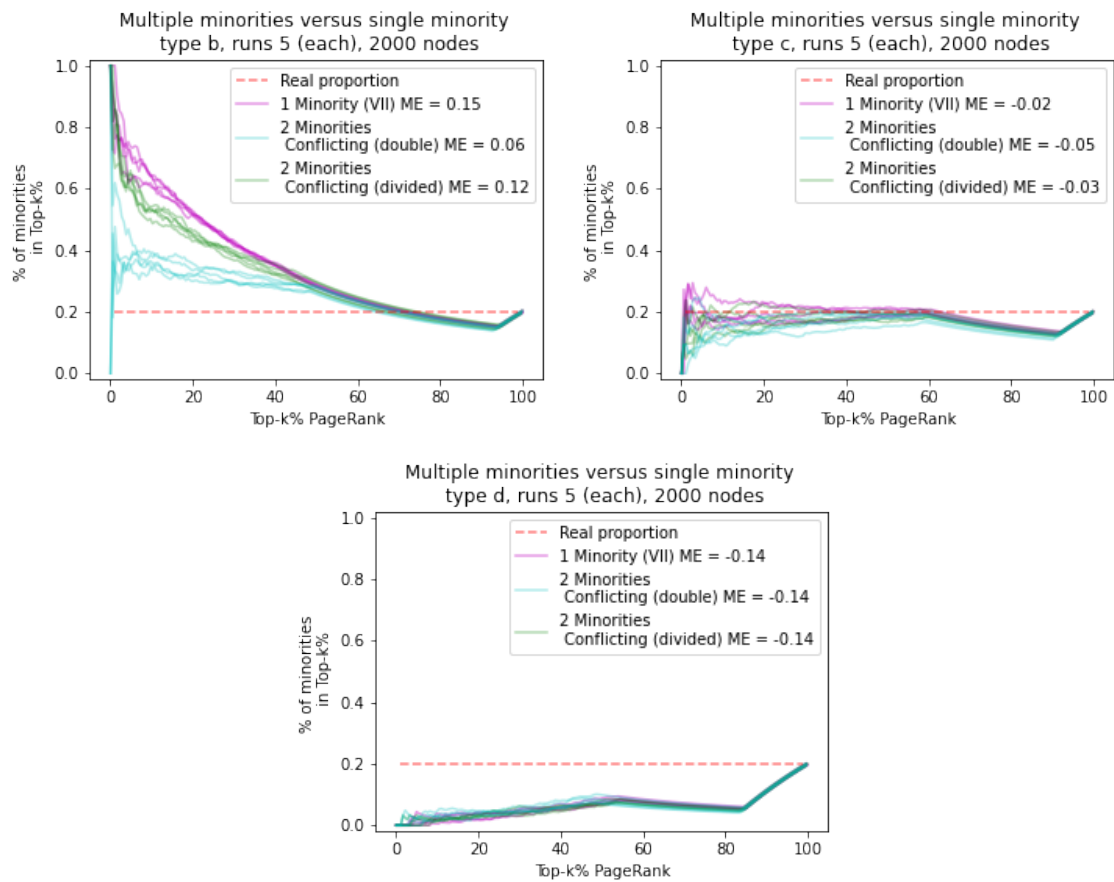 Multiple minorities versus single minority
type b, runs 5 (each), 2000 nodes
1.0
0.8
0.6
0.4
0.2
0.0
% of minorities
in Top-k%
Real proportion
1 Minority (VII) ME = 0.15
2 Minorities
Conflicting (double) ME = 0.06
2 Minorities
Conflicting (divided) ME = 0.12
0 20 40 60 80 100
Top-k% PageRank
Multiple minorities versus single minority
type c, runs 5 (each), 2000 nodes
1.0
0.8
0.6
0.4
0.2
0.0
% of minorities
in Top-k%
Real proportion
1 Minority (VII) ME = -0.02
2 Minorities
Conflicting (double) ME = -0.05
2 Minorities
Conflicting (divided) ME = -0.03
0 20 40 60 80 100
Top-k% PageRank
Multiple minorities versus single minority
type d, runs 5 (each), 2000 nodes
1.0
0.8
0.6
0.4
0.2
0.0
% of minorities
in Top-k%
Real proportion
1 Minority (VII) ME = -0.14
2 Minorities
Conflicting (double) ME = -0.14
2 Minorities
Conflicting (divided) ME = -0.14
0 20 40 60 80 100
Top-k% PageRank